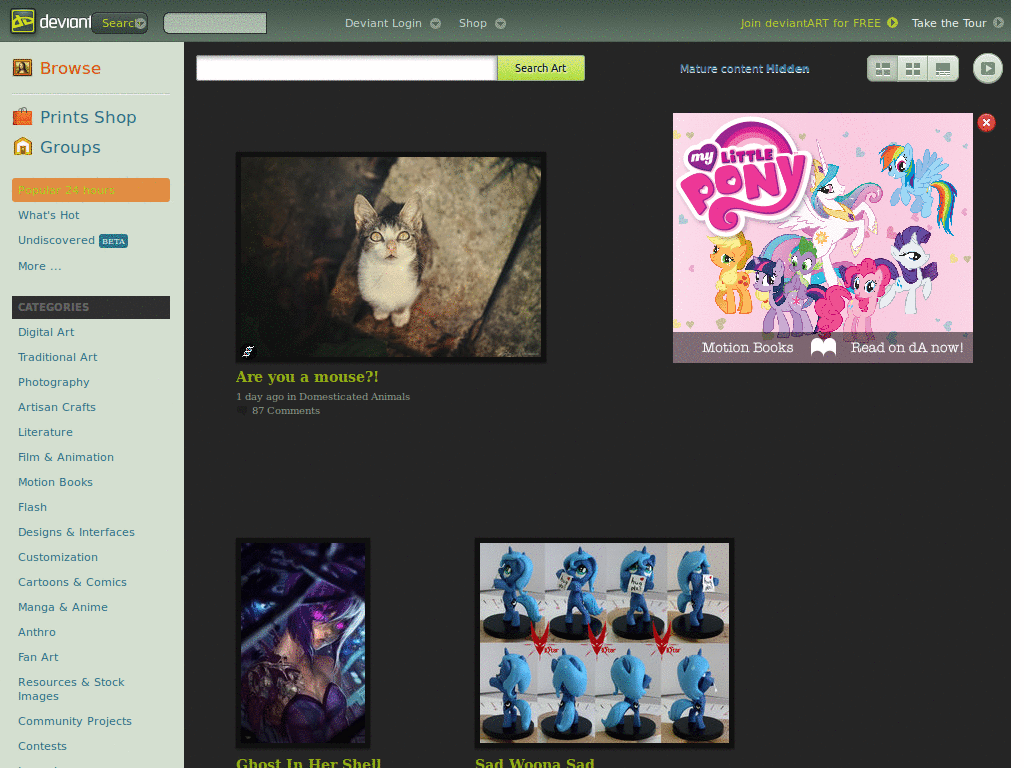 deviant
Search
Deviant Login
Shop
Join deviantART for FREE
Take the Tour
Browse
Prints Shop
Groups
Popular 24 hours
What's Hot
Undiscovered BETA
More ...
CATEGORIES
Digital Art
Traditional Art
Photography
Artisan Crafts
Literature
Film & Animation
Motion Books
Flash
Designs & Interfaces
Customization
Cartoons & Comics
Manga & Anime
Anthro
Fan Art
Resources & Stock
Images
Community Projects
Contests
Search Art
Mature content Hidden
my LiTTLE
PONY
Motion Books
Read on dA now!
Are you a mouse?!
1 day ago in Domesticated Animals
87 Comments
Ghost In Her Shell
Sad Woona Sad